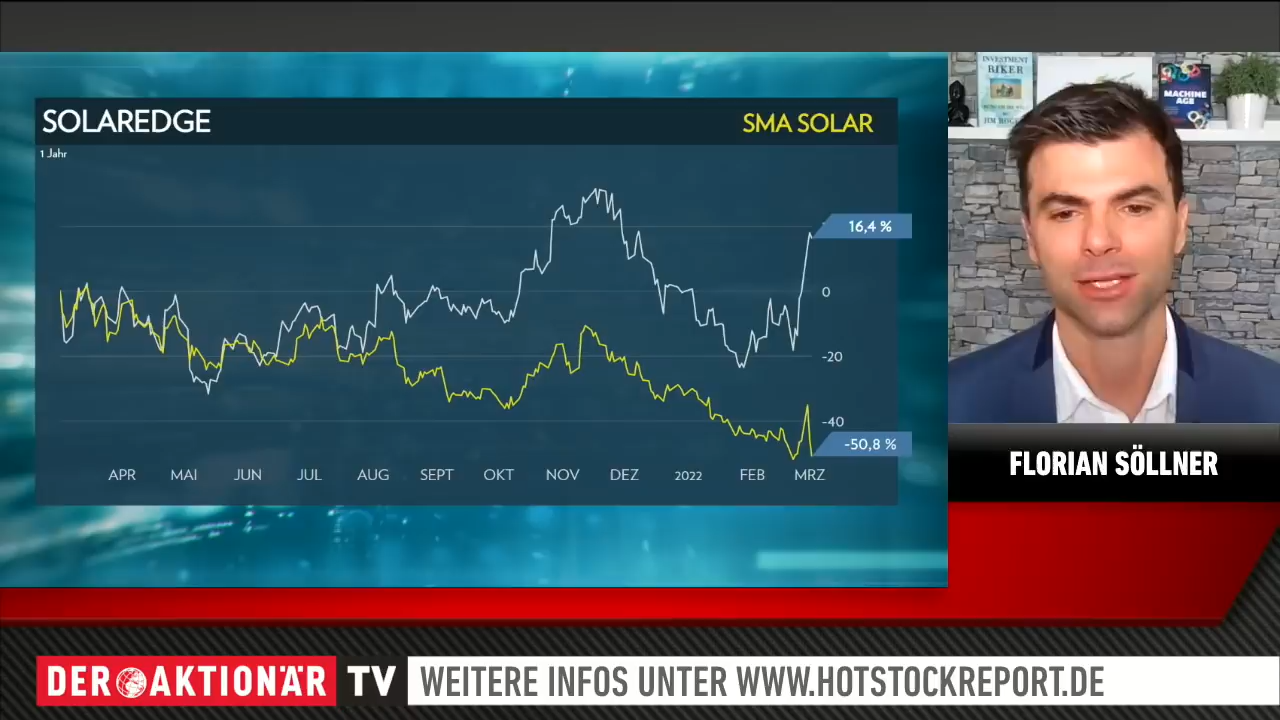 SOLAREDGE
SMA SOLAR
1 Jahr
16,4 %
0
-20
-40
-50,8 %
APR MAI JUN JUL AUG SEPT OKT NOV DEZ 2022 FEB MRZ
INVESTMENT
BIKER
MACHINE
AGE
FLORIAN SÖLLNER
DER AKTIONÄR TV
WEITERE INFOS UNTER WWW.HOTSTOCKREPORT.DE